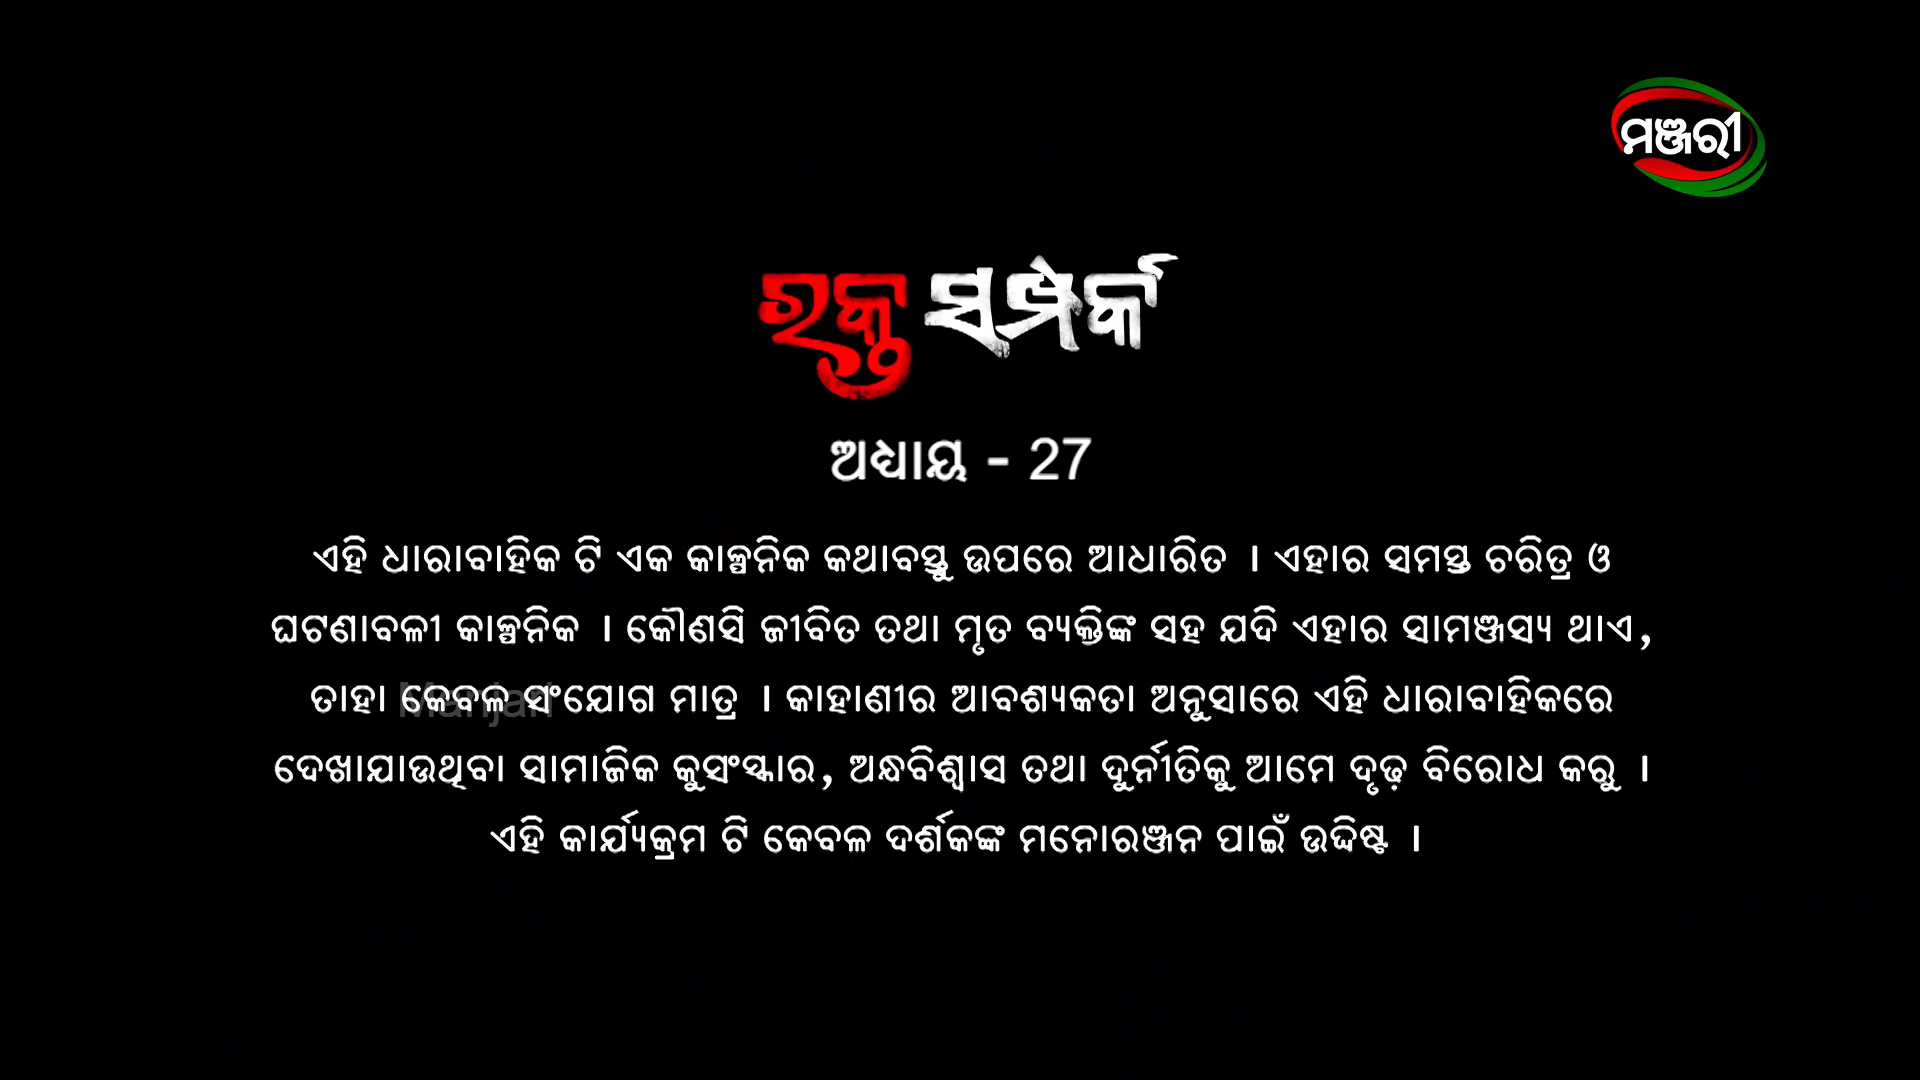 ମଞ୍ଜରୀ
ରକ୍ତ ସମ୍ପର୍କ
ଅଧ୍ୟାୟ - 27
ଏହି ଧାରାବାହିକ ଟି ଏକ କାଳ୍ପନିକ କଥାବସ୍ତୁ ଉପରେ ଆଧାରିତ । ଏହାର ସମସ୍ତ ଚରିତ୍ର ଓ
ଘଟଣାବଳୀ କାଳ୍ପନିକ । କୌଣସି ଜୀବିତ ତଥା ମୃତ ବ୍ୟକ୍ତିଙ୍କ ସହ ଯଦି ଏହାର ସାମଞ୍ଜସ୍ୟ ଥାଏ,
ତାହା କେବଳ ସଂଯୋଗ ମାତ୍ର । କାହାଣୀର ଆବଶ୍ୟକତା ଅନୁସାରେ ଏହି ଧାରାବାହିକରେ
Manjari
ଦେଖାଯାଉଥିବା ସାମାଜିକ କୁସଂସ୍କାର, ଅନ୍ଧବିଶ୍ୱାସ ତଥା ଦୁର୍ନୀତିକୁ ଆମେ ଦୃଢ଼ ବିରୋଧ କରୁ ।
ଏହି କାର୍ଯ୍ୟକ୍ରମ ଟି କେବଳ ଦର୍ଶକଙ୍କ ମନୋରଞ୍ଜନ ପାଇଁ ଉଦ୍ଦିଷ୍ଟ ।